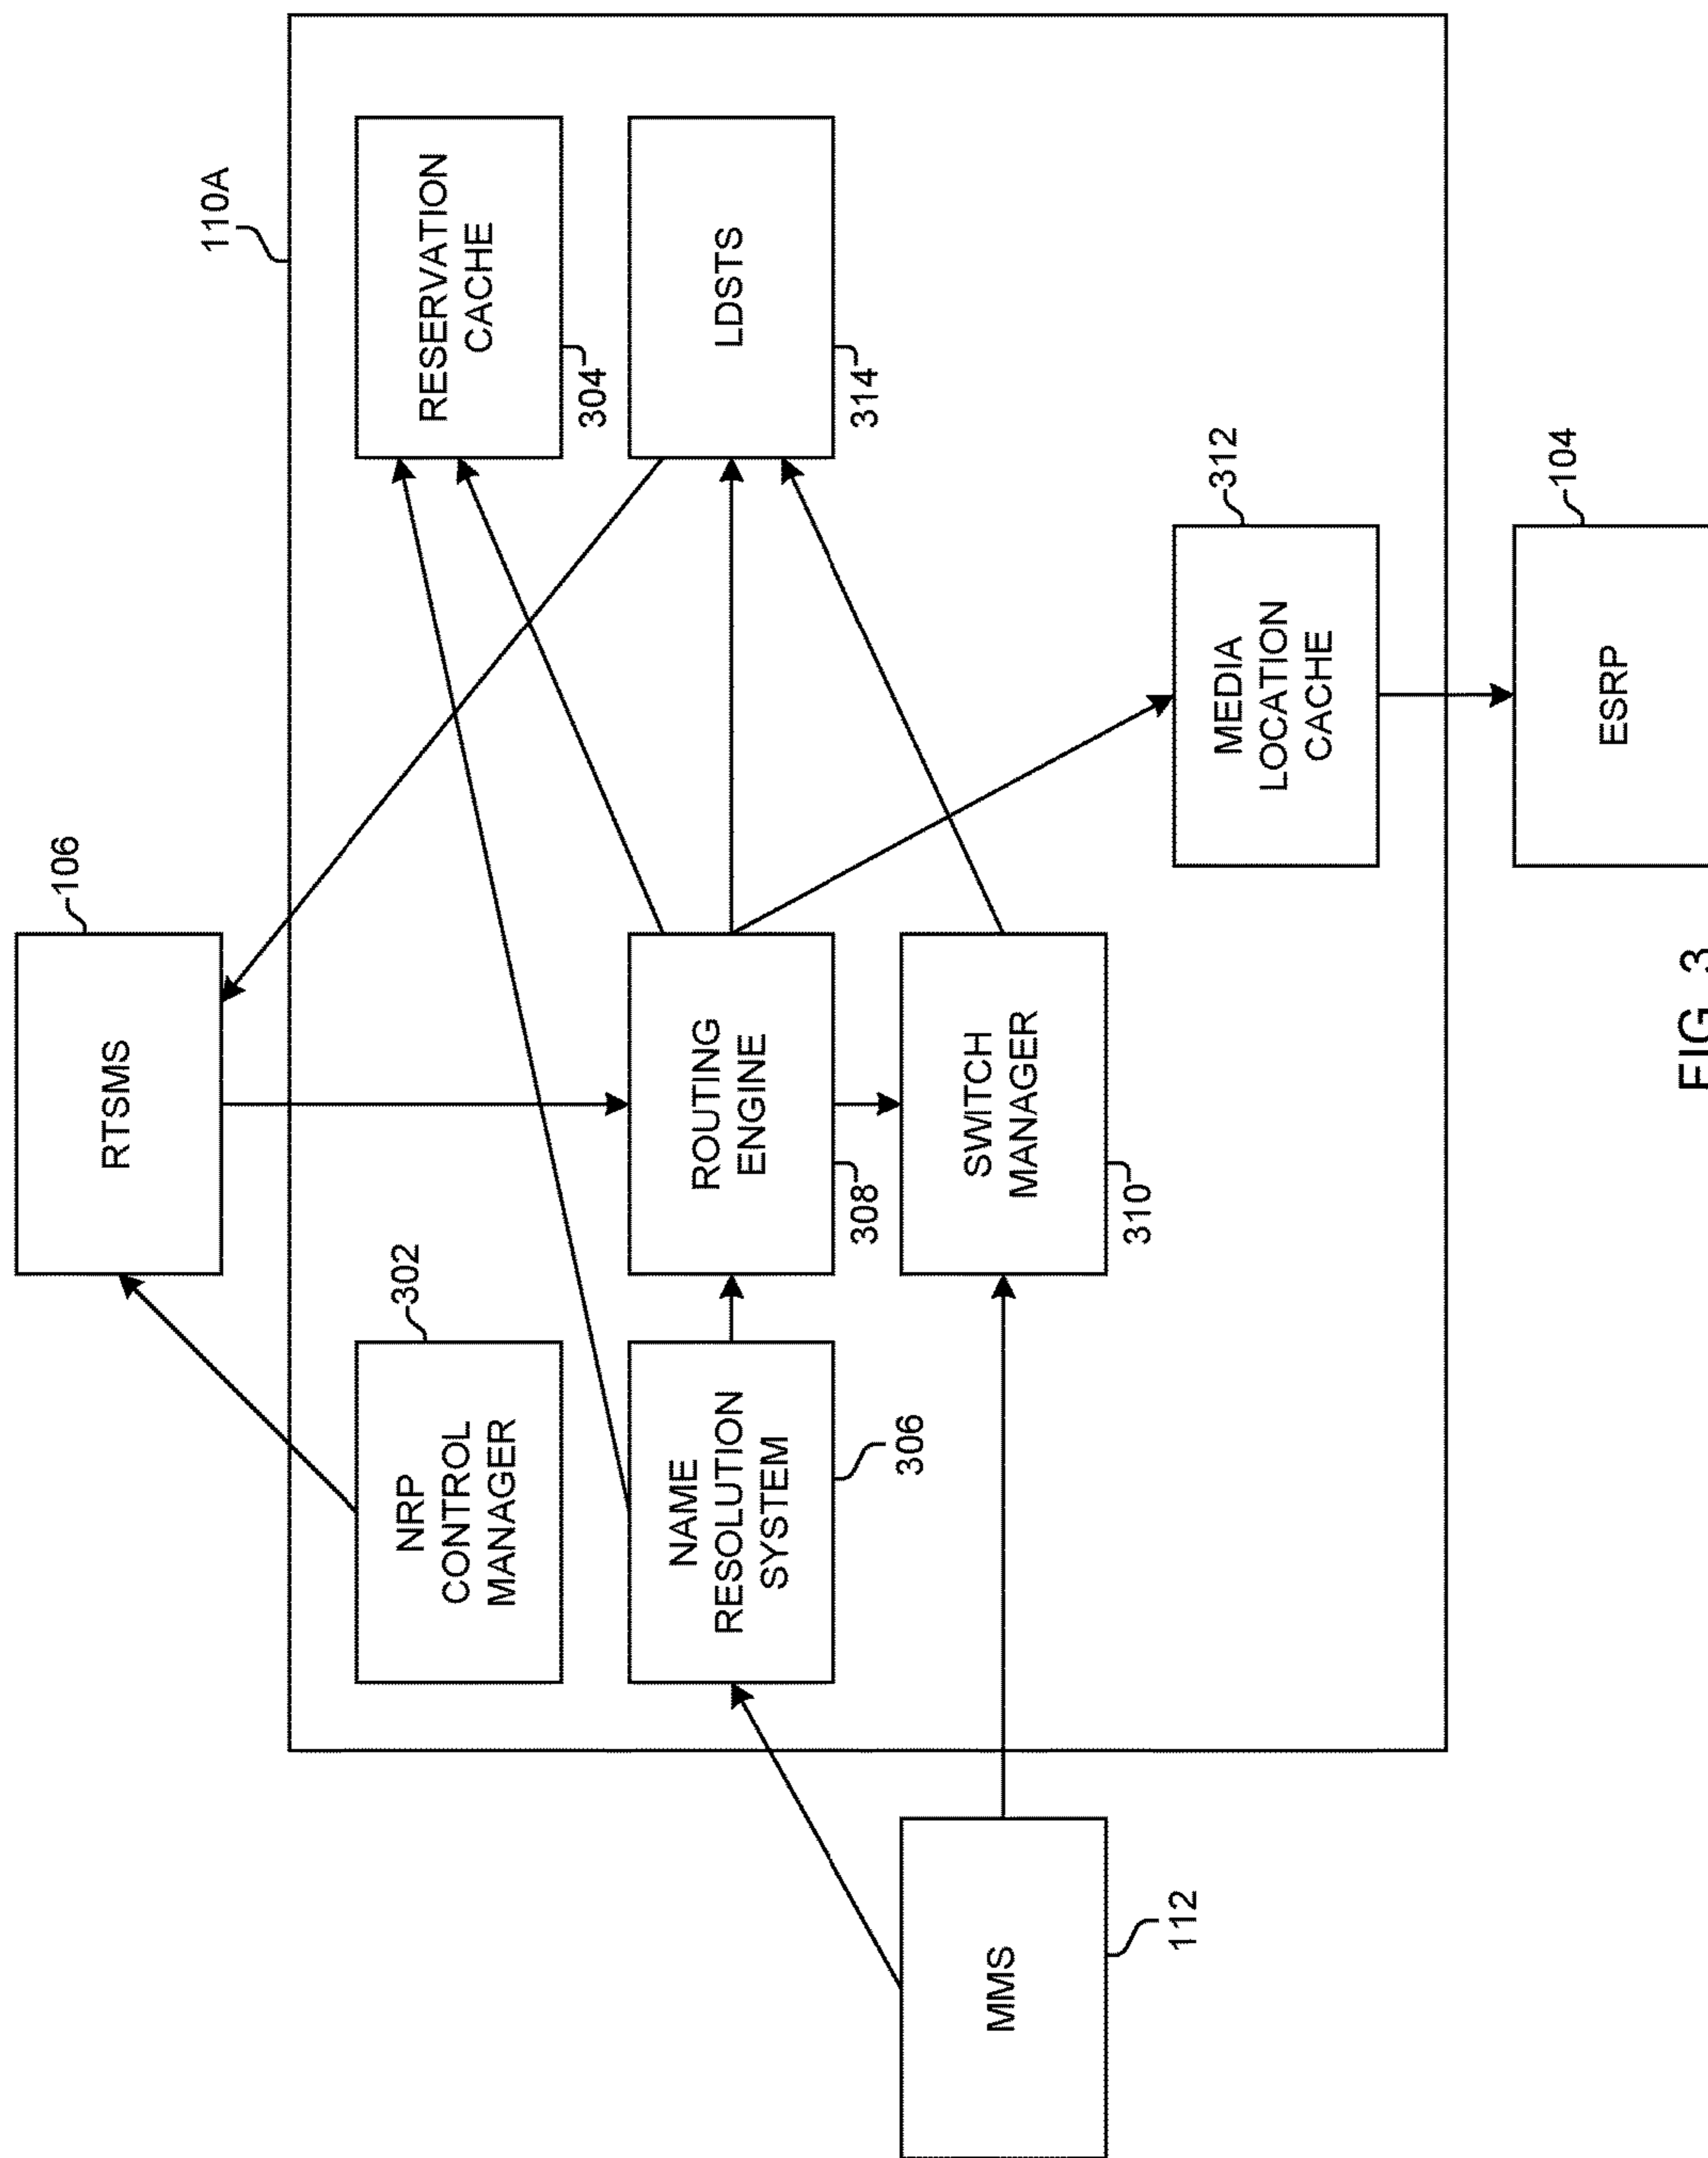 106
RTSMS
110A
302
NRP
CONTROL
MANAGER
RESERVATION
CACHE
304
NAME
RESOLUTION
SYSTEM
306
ROUTING
ENGINE
308
LDSTS
314
MMS
112
SWITCH
MANAGER
310
312
MEDIA
LOCATION
CACHE
104
ESRP
FIG. 3